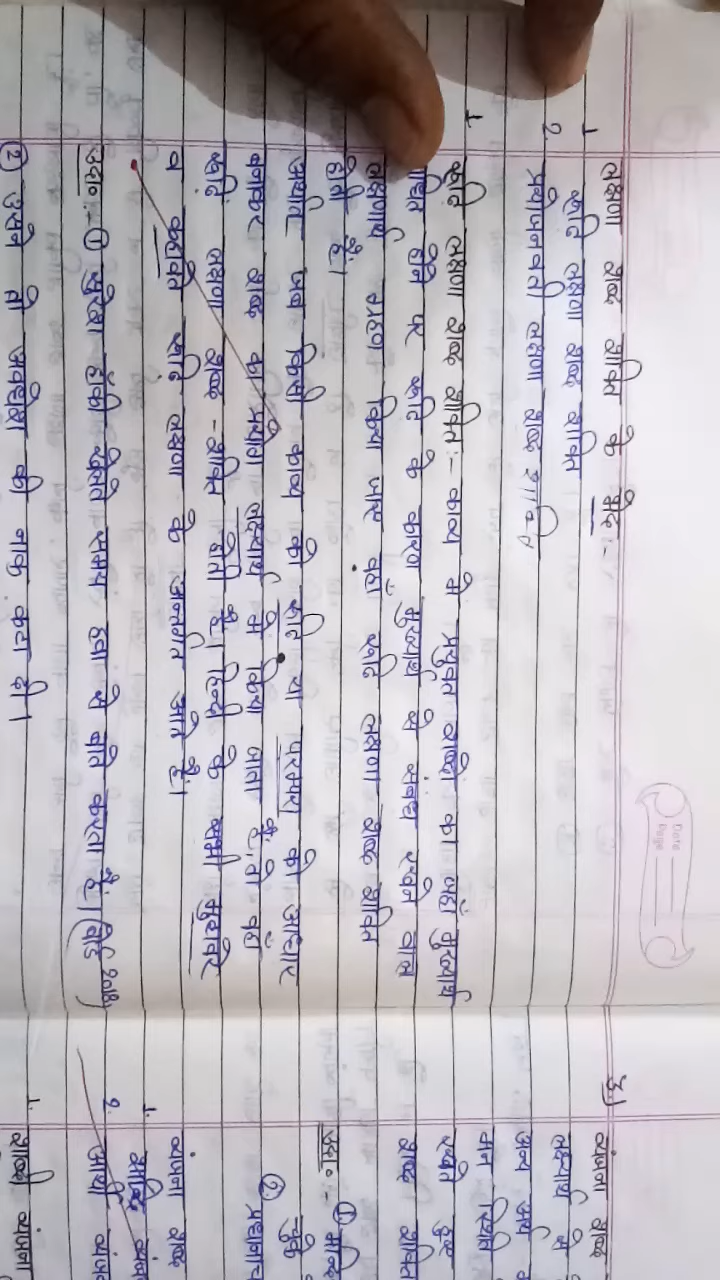 Date
Page
लक्षणा शब्द शक्ति के भेद :-
1. रूढ़ि लक्षणा शब्द शक्ति
2. प्रयोजनवती लक्षणा शब्द शक्ति
1. रूढ़ि लक्षणा शब्द शक्ति :- काव्य में प्रयुक्त शब्दों का जहाँ मुख्यार्थ
बाधित होने पर रूढ़ि के कारण मुख्यार्थ से संबंध रखने वाला
लक्ष्यार्थ ग्रहण किया जाए वहाँ रूढ़ि लक्षणा शब्द शक्ति
होती है।
अर्थात् जब किसी काव्य को रूढ़ि या परम्परा को आधार
बनाकर शब्द का प्रयोग लक्ष्यार्थ में किया जाता है, तो वहाँ
रूढ़ि लक्षणा शब्द - शक्ति होती है। हिन्दी के सभी मुहावरे
व कहावते रूढ़ि लक्षणा के अन्तर्गत आते हैं।
उदा० :- ① सुरेखा हॉकी खेलते समय हवा से बाते करता है। (बोर्ड 2018)
② उसने तो अवधेश की नाक कटा दी।
3.) व्यंजना शब्द
लक्ष्यार्थ से
अन्य अर्थ
रखने
शब्द शक्ति
उदा० :- ①
②
व्यंजना शब्द
1. शाब्दी व्यंज
2. आर्थी व्यंज
1. शाब्दी व्यंजना